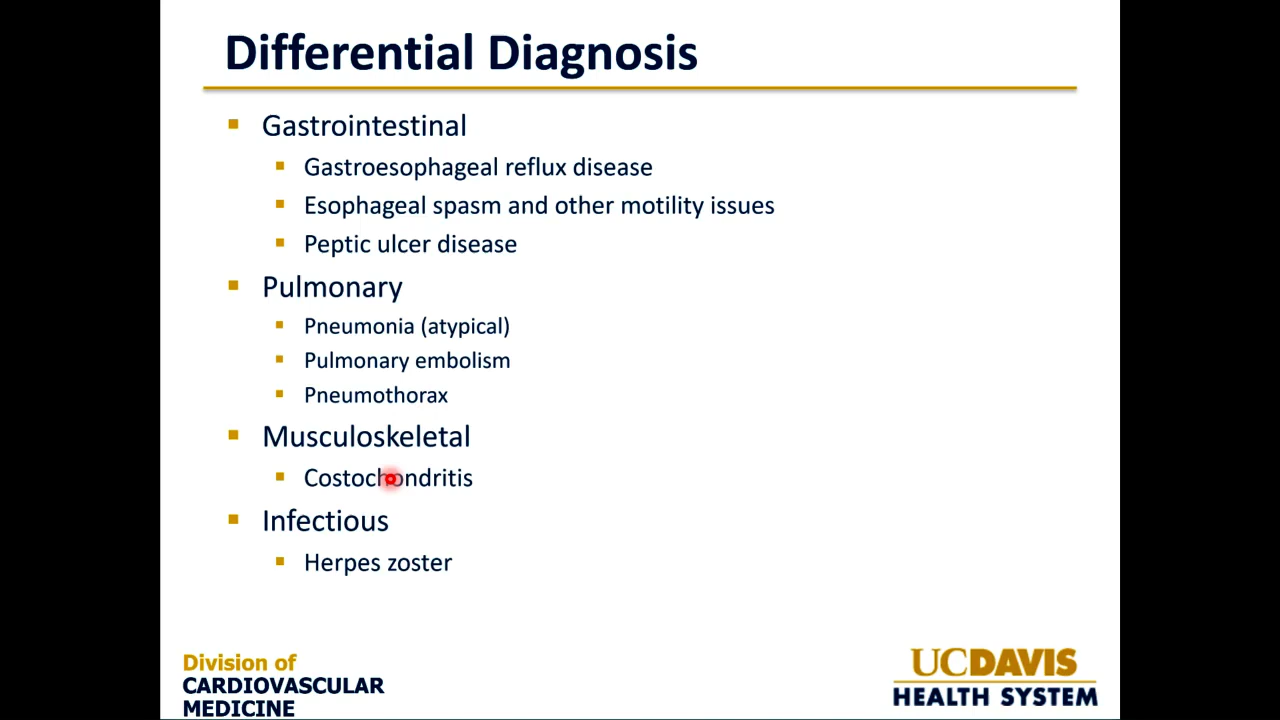 Differential Diagnosis
Gastrointestinal
Gastroesophageal reflux disease
Esophageal spasm and other motility issues
Peptic ulcer disease
Pulmonary
Pneumonia (atypical)
Pulmonary embolism
Pneumothorax
Musculoskeletal
Costochondritis
Infectious
Herpes zoster
Division of
CARDIOVASCULAR
MEDICINE
UCDAVIS
HEALTH SYSTEM